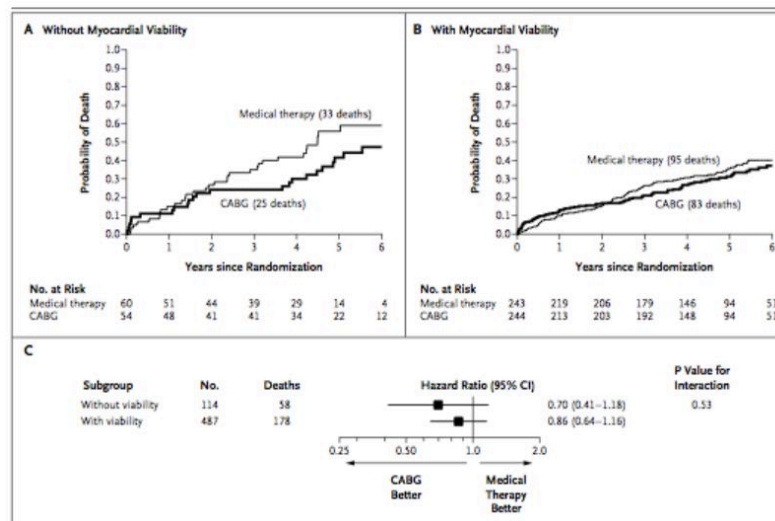 A Without Myocardial Viability
1.0
0.9
0.8
0.7
0.6
0.5
0.4
0.3
0.2
0.1
0.0
Probability of Death
Medical therapy (33 deaths)
CABG (25 deaths)
0 1 2 3 4 5 6
Years since Randomization
No. at Risk
Medical therapy 60 51 44 39 29 14 4
CABG 54 48 41 41 34 22 12
B With Myocardial Viability
1.0
0.9
0.8
0.7
0.6
0.5
0.4
0.3
0.2
0.1
0.0
Probability of Death
Medical therapy (95 deaths)
CABG (83 deaths)
0 1 2 3 4 5 6
Years since Randomization
No. at Risk
Medical therapy 243 219 206 179 146 94
CABG 244 213 203 192 148 94
C
Subgroup No. Deaths Hazard Ratio (95% CI) P Value for
Interaction
Without viability 114 58 0.70 (0.41–1.18) 0.53
With viability 487 178 0.86 (0.64–1.16)
0.25 0.50 1.0 2.0
CABG
Better
Medical
Therapy
Better